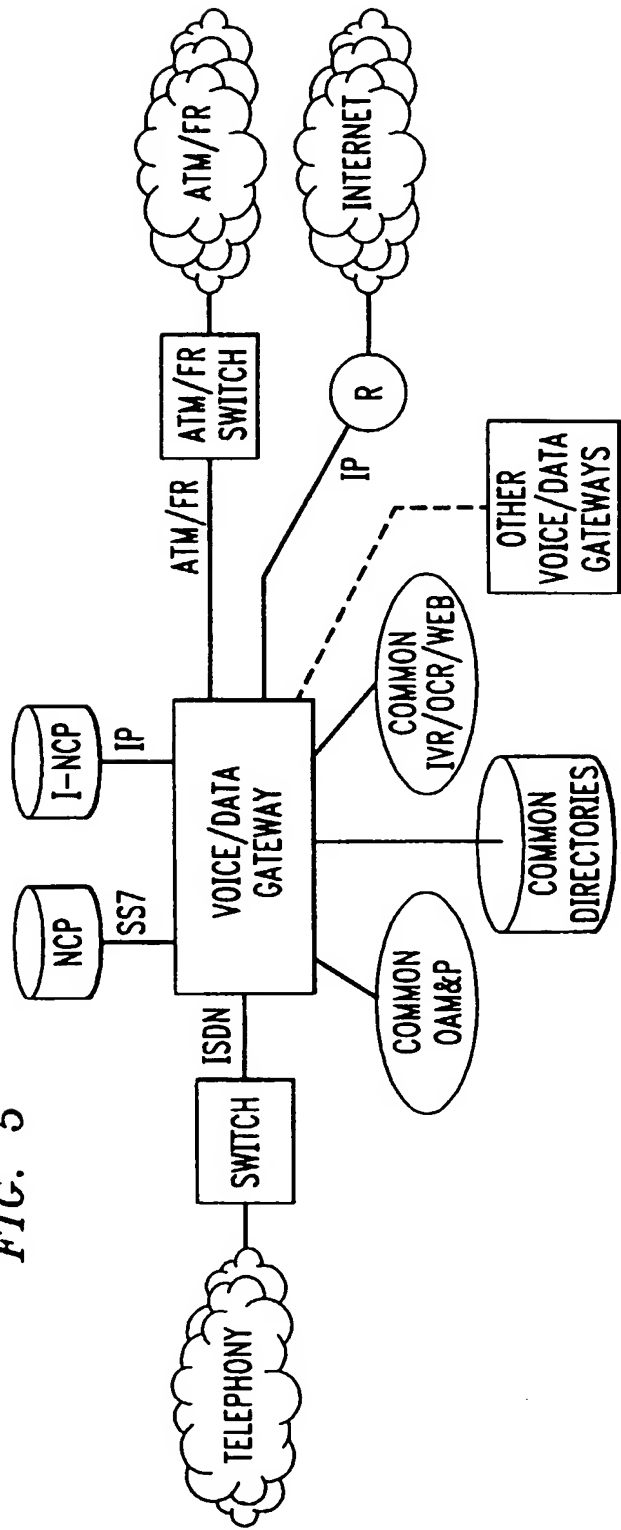 FIG. 5
TELEPHONY
SWITCH
ISDN
NCP
SS7
I-NCP
IP
VOICE/DATA
GATEWAY
ATM/FR
ATM/FR
SWITCH
ATM/FR
IP
R
INTERNET
COMMON
OAM&P
COMMON
DIRECTORIES
COMMON
IVR/OCR/WEB
OTHER
VOICE/DATA
GATEWAYS